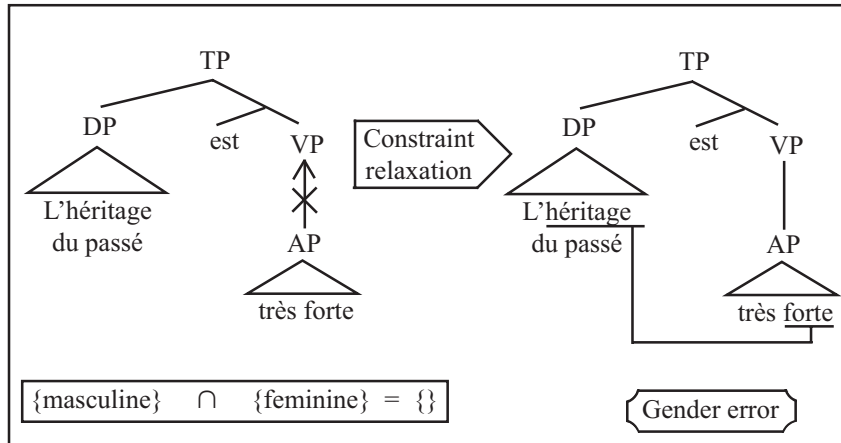 TP
DP
est
VP
L'héritage
du passé
AP
très forte
{masculine} ∩ {feminine} = {}
Constraint
relaxation
TP
DP
est
VP
L'héritage
du passé
AP
très forte
Gender error